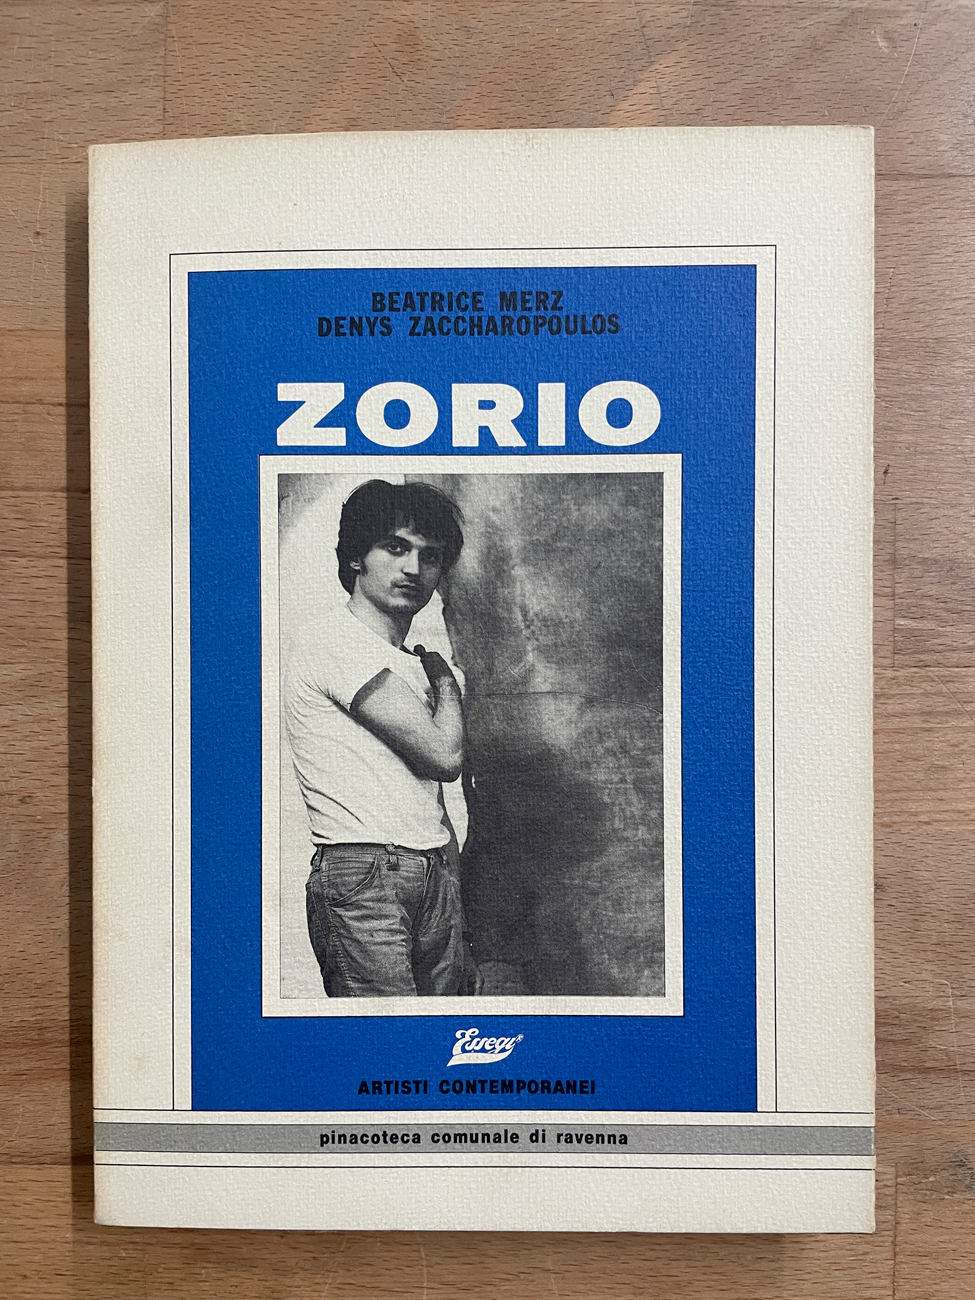 BEATRICE MERZ
DENYS ZACCHAROPOULOS
ZORIO
Essegi
ARTISTI CONTEMPORANEI
pinacoteca comunale di ravenna